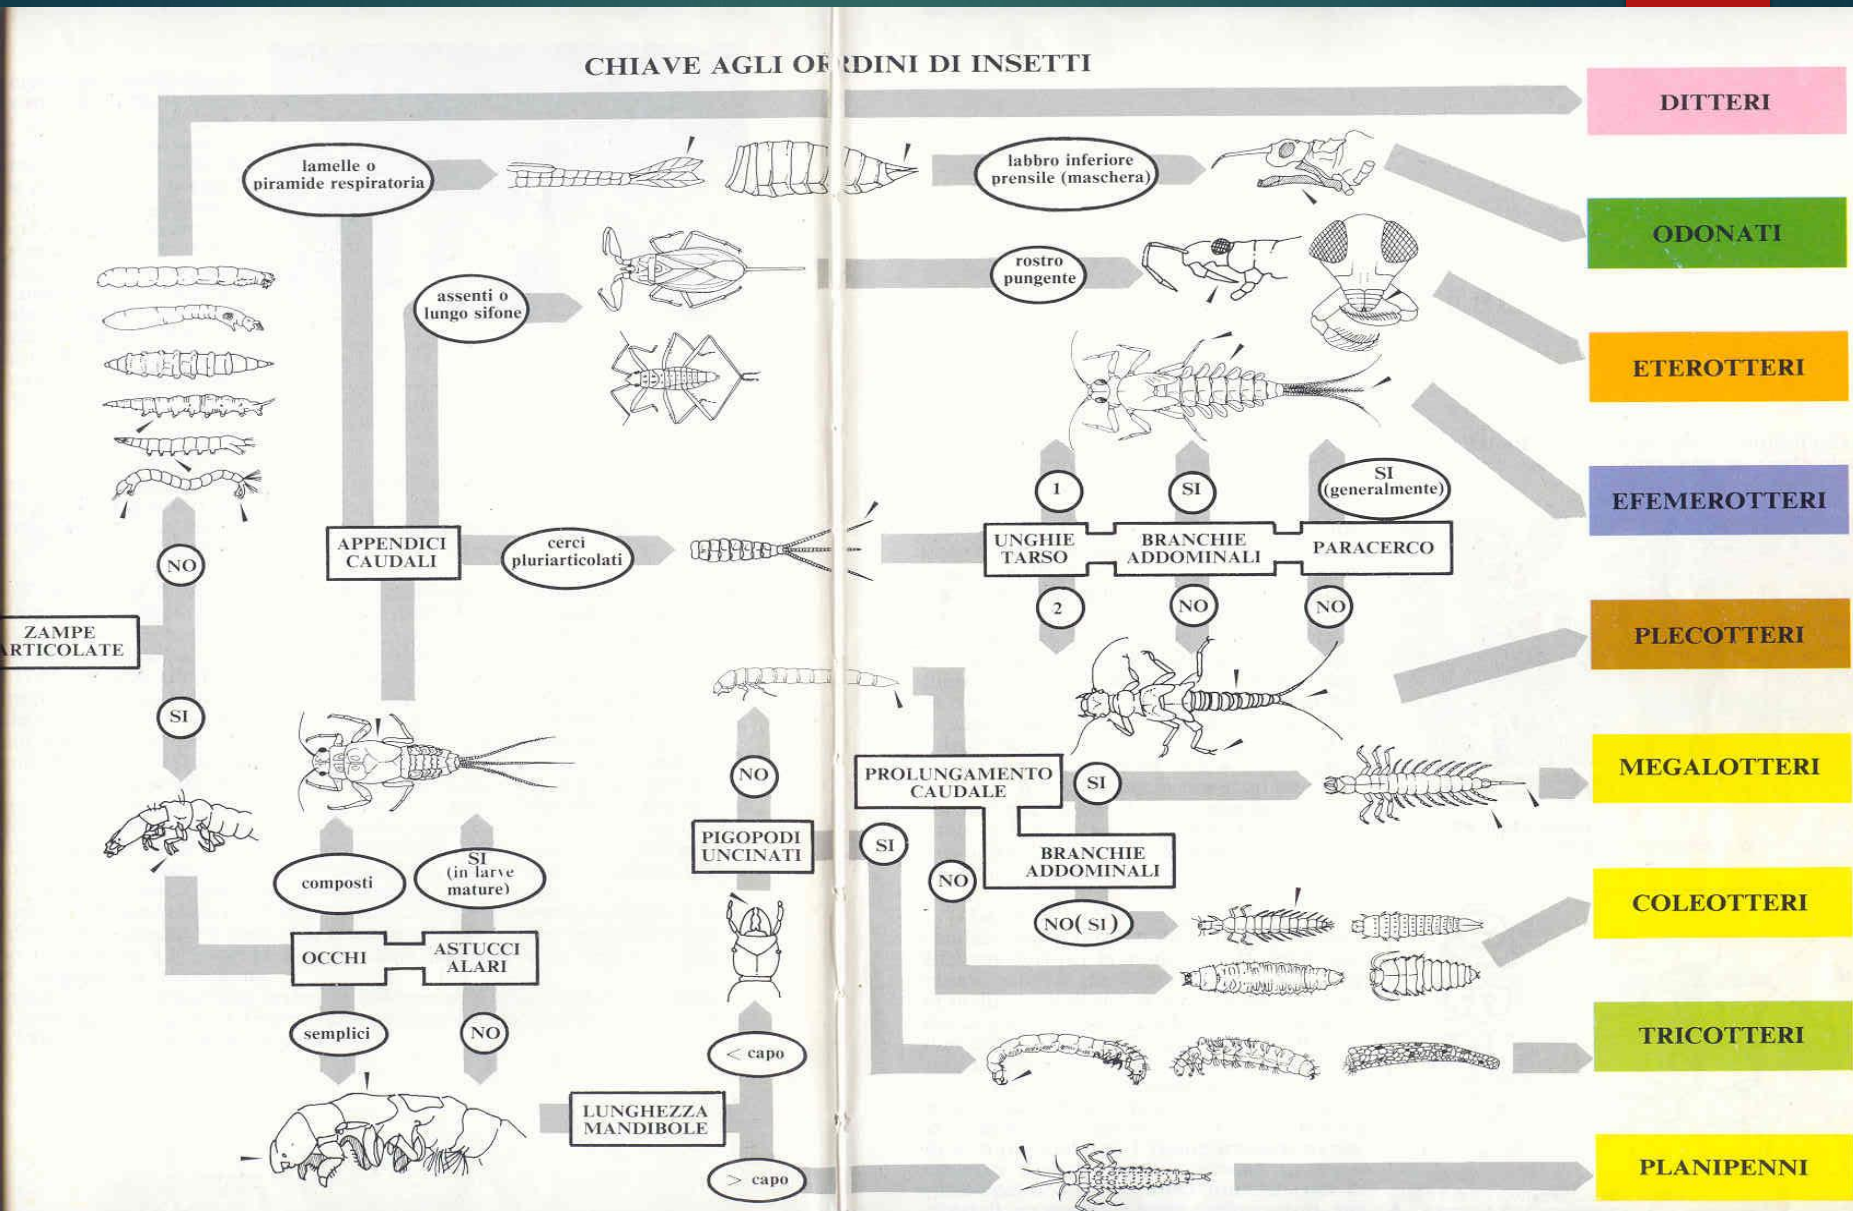 CHIAVE AGLI ORDINI DI INSETTI
DITTERI
lamelle o
piramide respiratoria
labbro inferiore
prensile (maschera)
ODONATI
assenti o
lungo sifone
rostro
pungente
ETEROTTERI
1
SI
SI
(generalmente)
EFEMEROTTERI
APPENDICI
CAUDALI
cerci
pluriarticolati
UNGHIE
TARSO
BRANCHIE
ADDOMINALI
PARACERCO
NO
2
NO
NO
ZAMPE
ARTICOLATE
PLECOTTERI
SI
NO
PROLUNGAMENTO
CAUDALE
SI
MEGALOTTERI
PIGOPODI
UNCINATI
SI
BRANCHIE
ADDOMINALI
composti
SI
(in larve
mature)
NO
NO( SI )
COLEOTTERI
OCCHI
ASTUCCI
ALARI
semplici
NO
< capo
TRICOTTERI
LUNGHEZZA
MANDIBOLE
> capo
PLANIPENNI